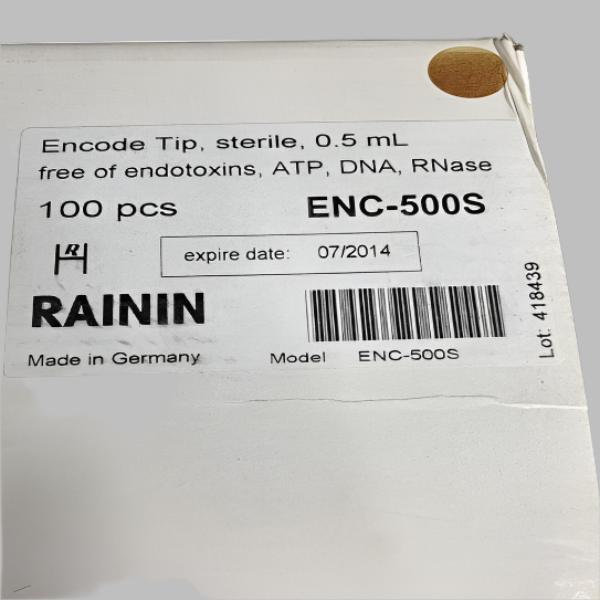 Encode Tip, sterile, 0.5 mL
free of endotoxins, ATP, DNA, RNase
100 pcs ENC-500S
R
expire date: 07/2014
RAININ
Made in Germany Model ENC-500S
Lot: 418439